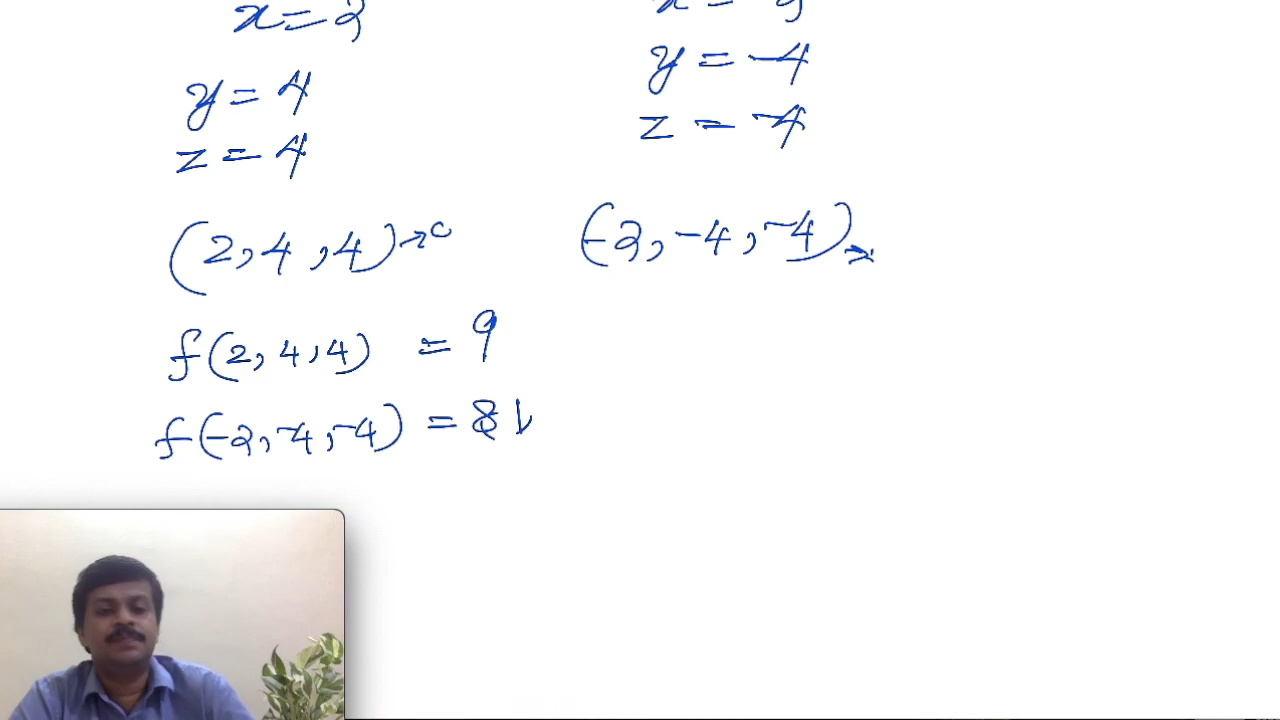 x = 2
y = 4
z = 4
(2, 4, 4)
f(2, 4, 4) = 9
f(-2, -4, -4) = 81
y = -4
z = -4
(-2, -4, -4)